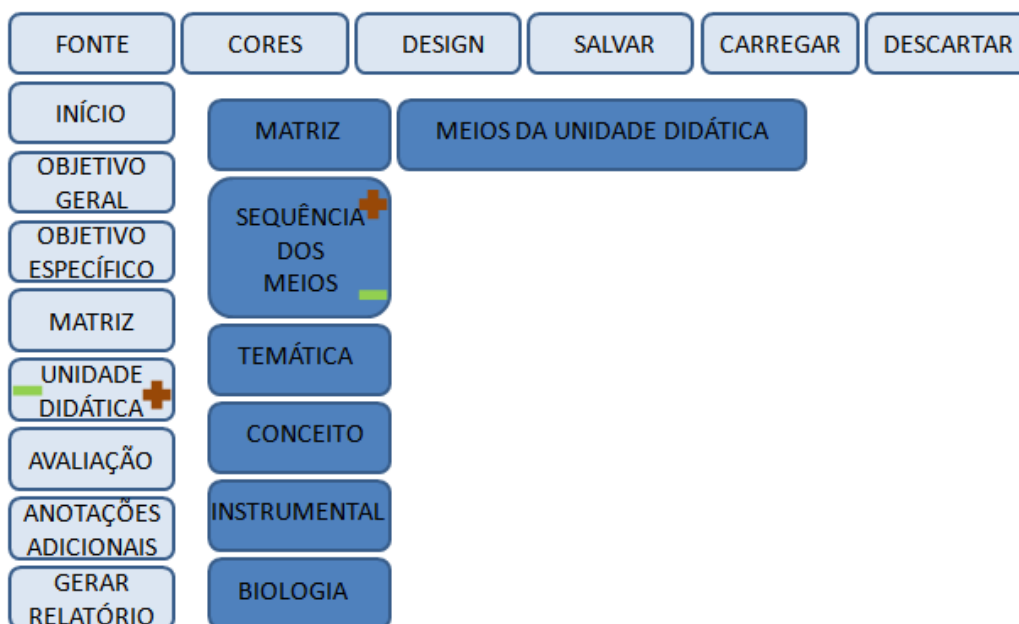 FONTE
CORES
DESIGN
SALVAR
CARREGAR
DESCARTAR
INÍCIO
OBJETIVO
GERAL
OBJETIVO
ESPECÍFICO
MATRIZ
UNIDADE
DIDÁTICA
AVALIAÇÃO
ANOTAÇÕES
ADICIONAIS
GERAR
RELATÓRIO
MATRIZ
MEIOS DA UNIDADE DIDÁTICA
SEQUÊNCIA
DOS
MEIOS
TEMÁTICA
CONCEITO
INSTRUMENTAL
BIOLOGIA